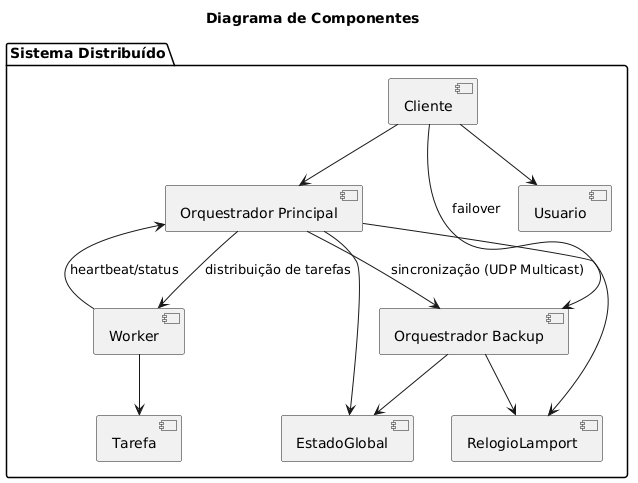 Diagrama de Componentes
Sistema Distribuído
Cliente
failover
Orquestrador Principal
Usuario
heartbeat/status
distribuição de tarefas
sincronização (UDP Multicast)
Worker
Orquestrador Backup
Tarefa
EstadoGlobal
RelogioLamport